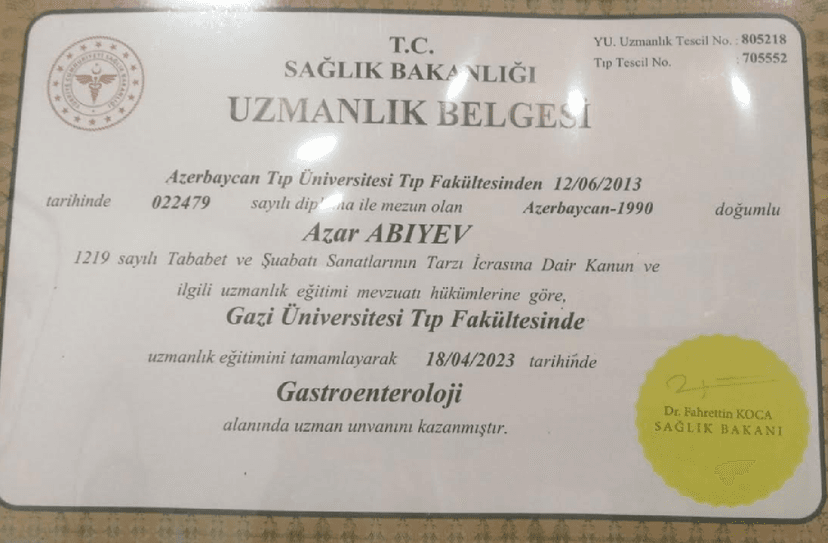 T.C.
SAĞLIK BAKANLIĞI
UZMANLIK BELGESİ
YU. Uzmanlık Tescil No. : 805218
Tıp Tescil No. : 705552
Azerbaycan Tıp Üniversitesi Tıp Fakültesinden 12/06/2013
tarihinde 022479 sayılı diploma ile mezun olan Azerbaycan-1990 doğumlu
Azar ABIYEV
1219 sayılı Tababet ve Şuabatı Sanatlarının Tarzı İcrasına Dair Kanun ve
ilgili uzmanlık eğitimi mevzuatı hükümlerine göre,
Gazi Üniversitesi Tıp Fakültesinde
uzmanlık eğitimini tamamlayarak 18/04/2023 tarihinde
Gastroenteroloji
alanında uzman unvanını kazanmıştır.
Dr. Fahrettin KOCA
SAĞLIK BAKANI